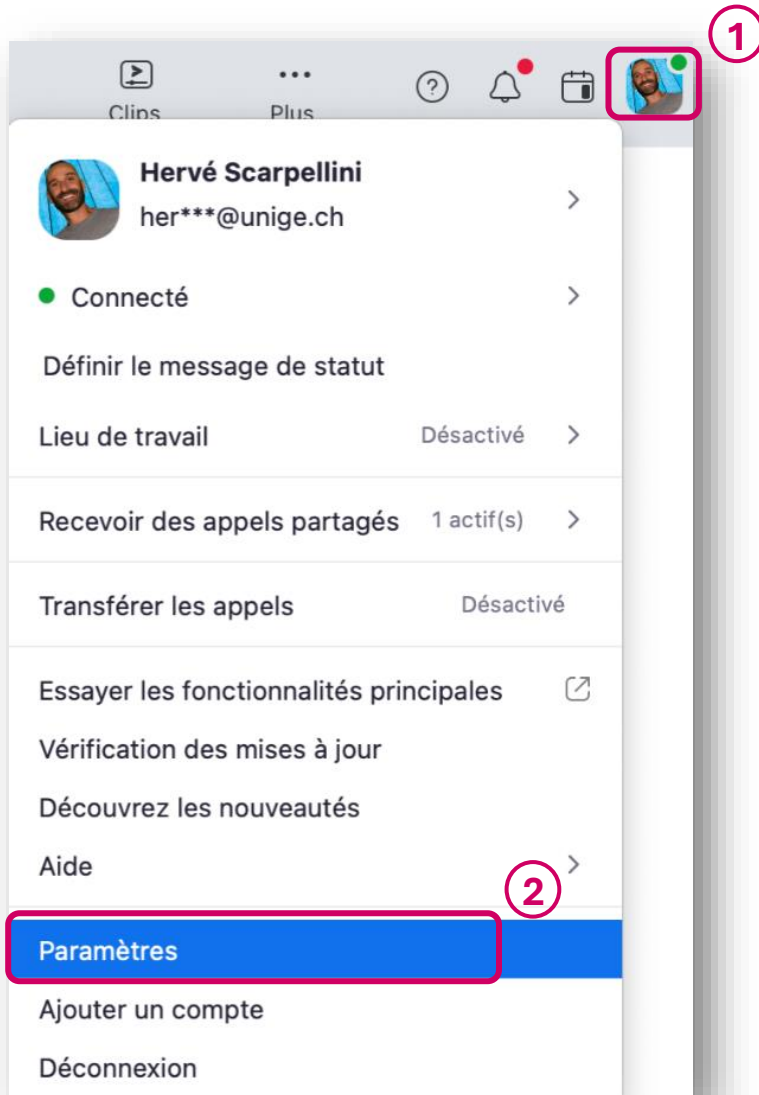 1
Clips
Plus
Hervé Scarpellini
her***@unige.ch
Connecté
Définir le message de statut
Lieu de travail Désactivé
Recevoir des appels partagés 1 actif(s)
Transférer les appels Désactivé
Essayer les fonctionnalités principales
Vérification des mises à jour
Découvrez les nouveautés
Aide
2
Paramètres
Ajouter un compte
Déconnexion